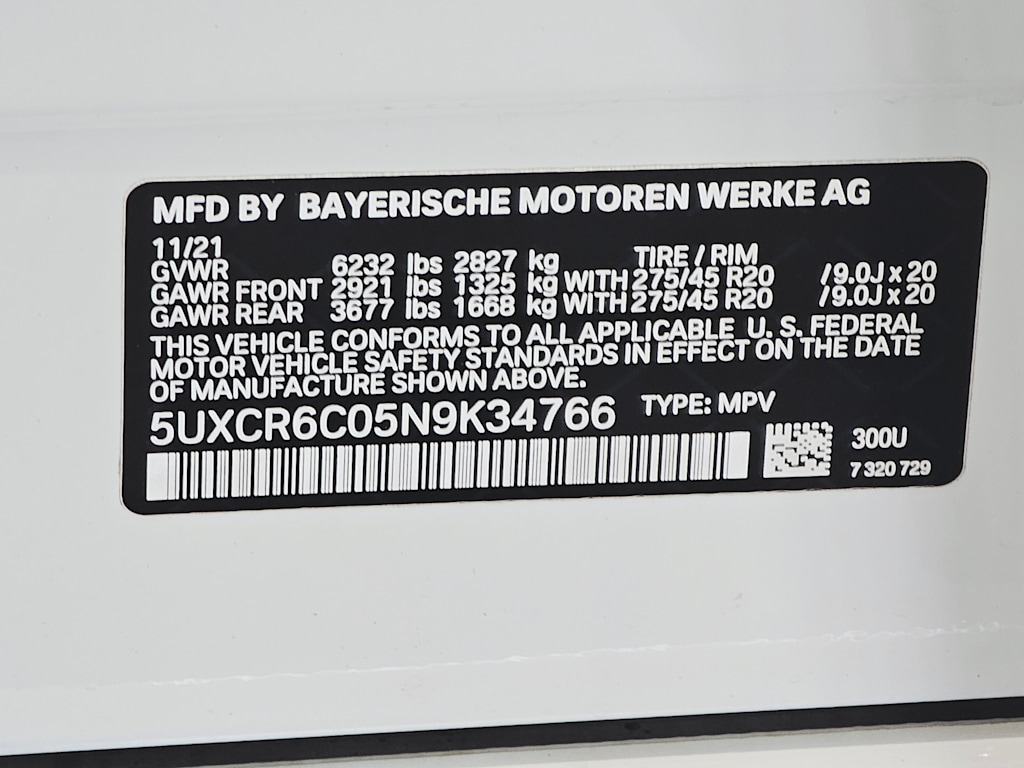 MFD BY BAYERISCHE MOTOREN WERKE AG
11/21 TIRE / RIM
GVWR 6232 lbs 2827 kg
GAWR FRONT 2921 lbs 1325 kg WITH 275/45 R20 /9.0J x 20
GAWR REAR 3677 lbs 1668 kg WITH 275/45 R20 /9.0J x 20
THIS VEHICLE CONFORMS TO ALL APPLICABLE U. S. FEDERAL
MOTOR VEHICLE SAFETY STANDARDS IN EFFECT ON THE DATE
OF MANUFACTURE SHOWN ABOVE.
5UXCR6C05N9K34766 TYPE: MPV
300U
7 320 729